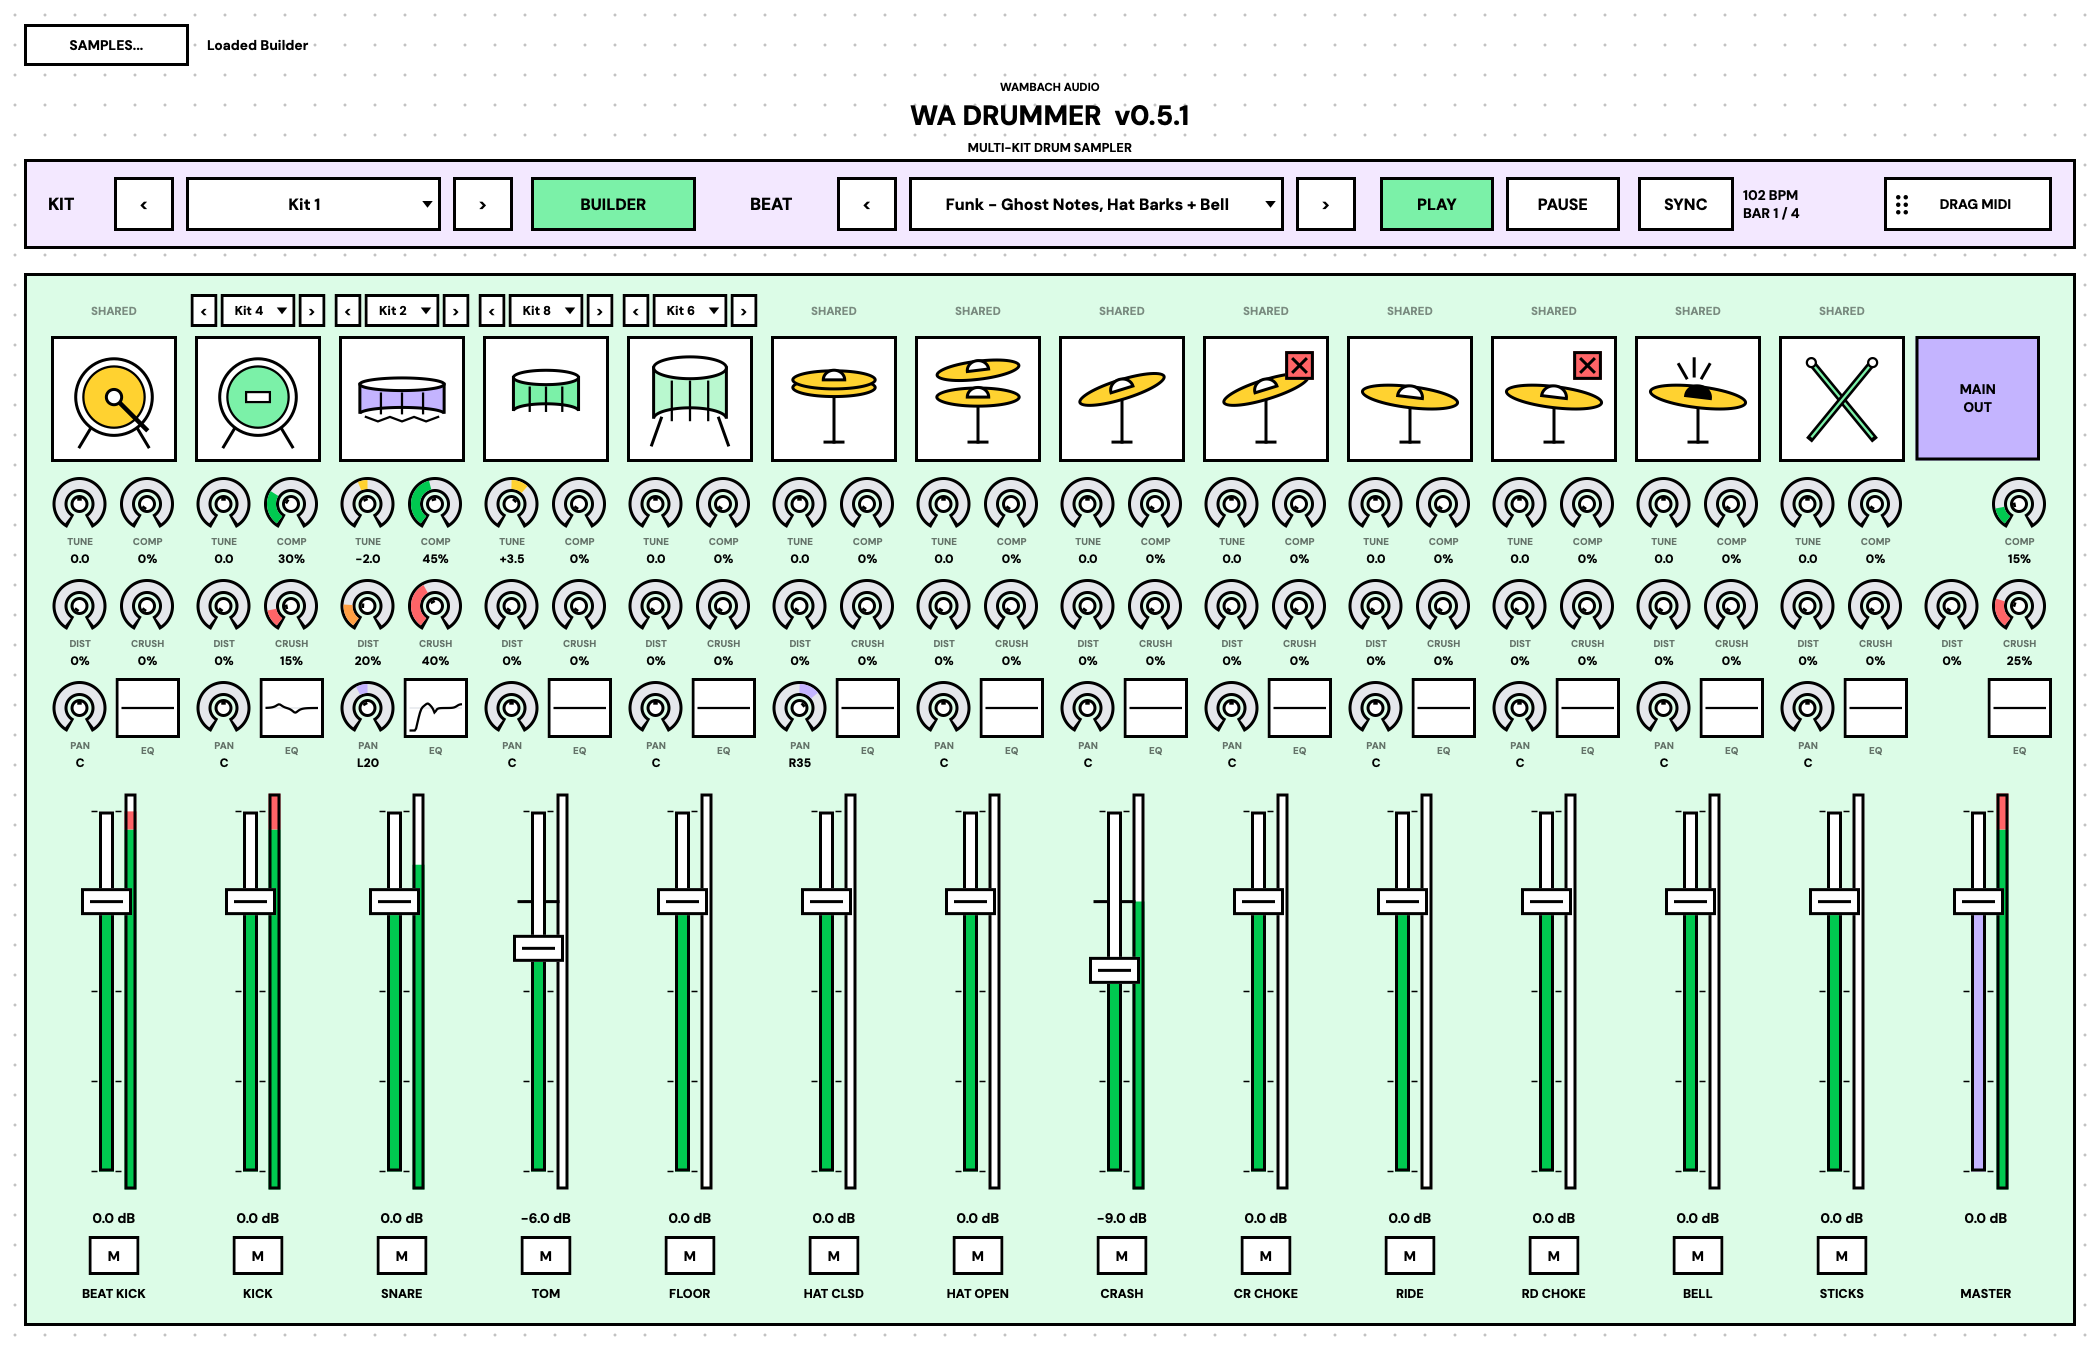 SAMPLES...
Loaded Builder
WAMBACH AUDIO
WA DRUMMER v0.5.1
MULTI-KIT DRUM SAMPLER
KIT < Kit 1 > BUILDER BEAT < Funk - Ghost Notes, Hat Barks + Bell > PLAY PAUSE SYNC 102 BPM DRAG MIDI
BAR 1 / 4
SHARED < Kit 4 > < Kit 2 > < Kit 8 > < Kit 6 > SHARED SHARED SHARED SHARED SHARED SHARED SHARED SHARED
MAIN
OUT
TUNE COMP TUNE COMP TUNE COMP TUNE COMP TUNE COMP TUNE COMP TUNE COMP TUNE COMP TUNE COMP TUNE COMP TUNE COMP TUNE COMP TUNE COMP COMP
0.0 0% 0.0 30% -2.0 45% +3.5 0% 0.0 0% 0.0 0% 0.0 0% 0.0 0% 0.0 0% 0.0 0% 0.0 0% 0.0 0% 0.0 0% 15%
DIST CRUSH DIST CRUSH DIST CRUSH DIST CRUSH DIST CRUSH DIST CRUSH DIST CRUSH DIST CRUSH DIST CRUSH DIST CRUSH DIST CRUSH DIST CRUSH DIST CRUSH DIST CRUSH
0% 0% 0% 15% 20% 40% 0% 0% 0% 0% 0% 0% 0% 0% 0% 0% 0% 0% 0% 0% 0% 0% 0% 0% 0% 0% 0% 25%
PAN EQ PAN EQ PAN EQ PAN EQ PAN EQ PAN EQ PAN EQ PAN EQ PAN EQ PAN EQ PAN EQ PAN EQ PAN EQ EQ
C C L20 C C R35 C C C C C C C
0.0 dB 0.0 dB 0.0 dB -6.0 dB 0.0 dB 0.0 dB 0.0 dB -9.0 dB 0.0 dB 0.0 dB 0.0 dB 0.0 dB 0.0 dB 0.0 dB
M M M M M M M M M M M M M
BEAT KICK KICK SNARE TOM FLOOR HAT CLSD HAT OPEN CRASH CR CHOKE RIDE RD CHOKE BELL STICKS MASTER